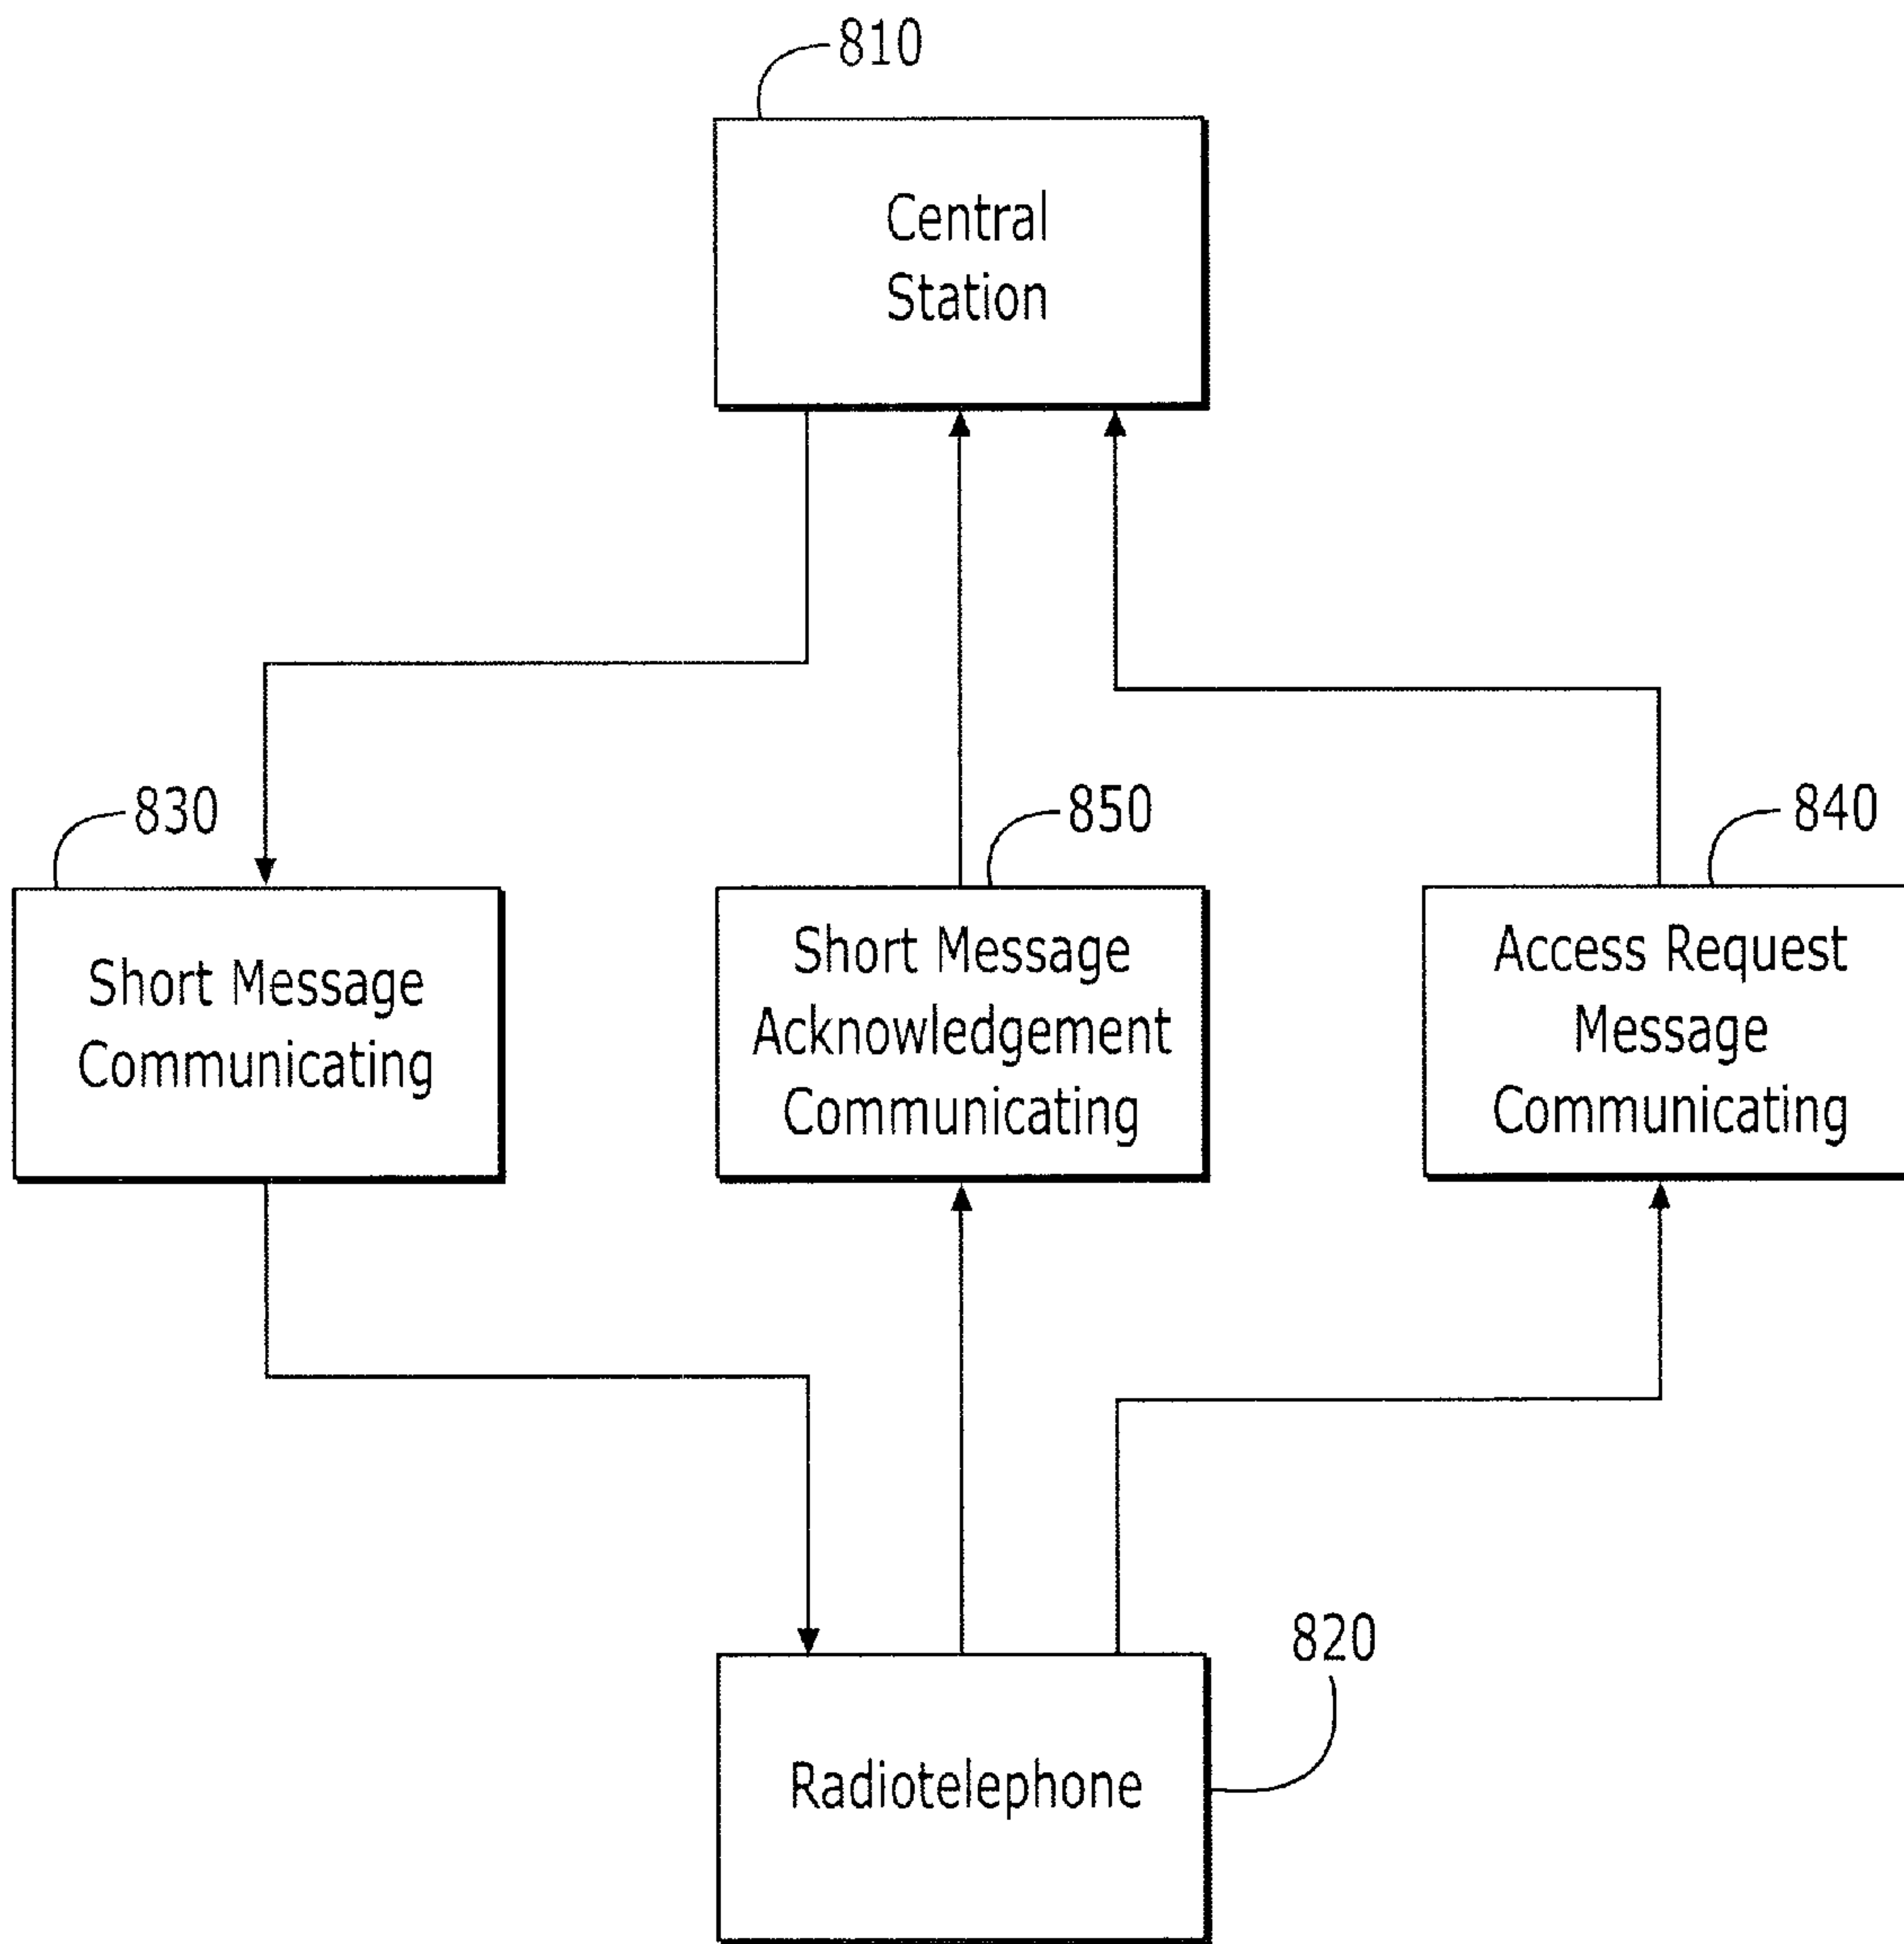 810
Central
Station
830
850
840
Short Message
Communicating
Short Message
Acknowledgement
Communicating
Access Request
Message
Communicating
820
Radiotelephone